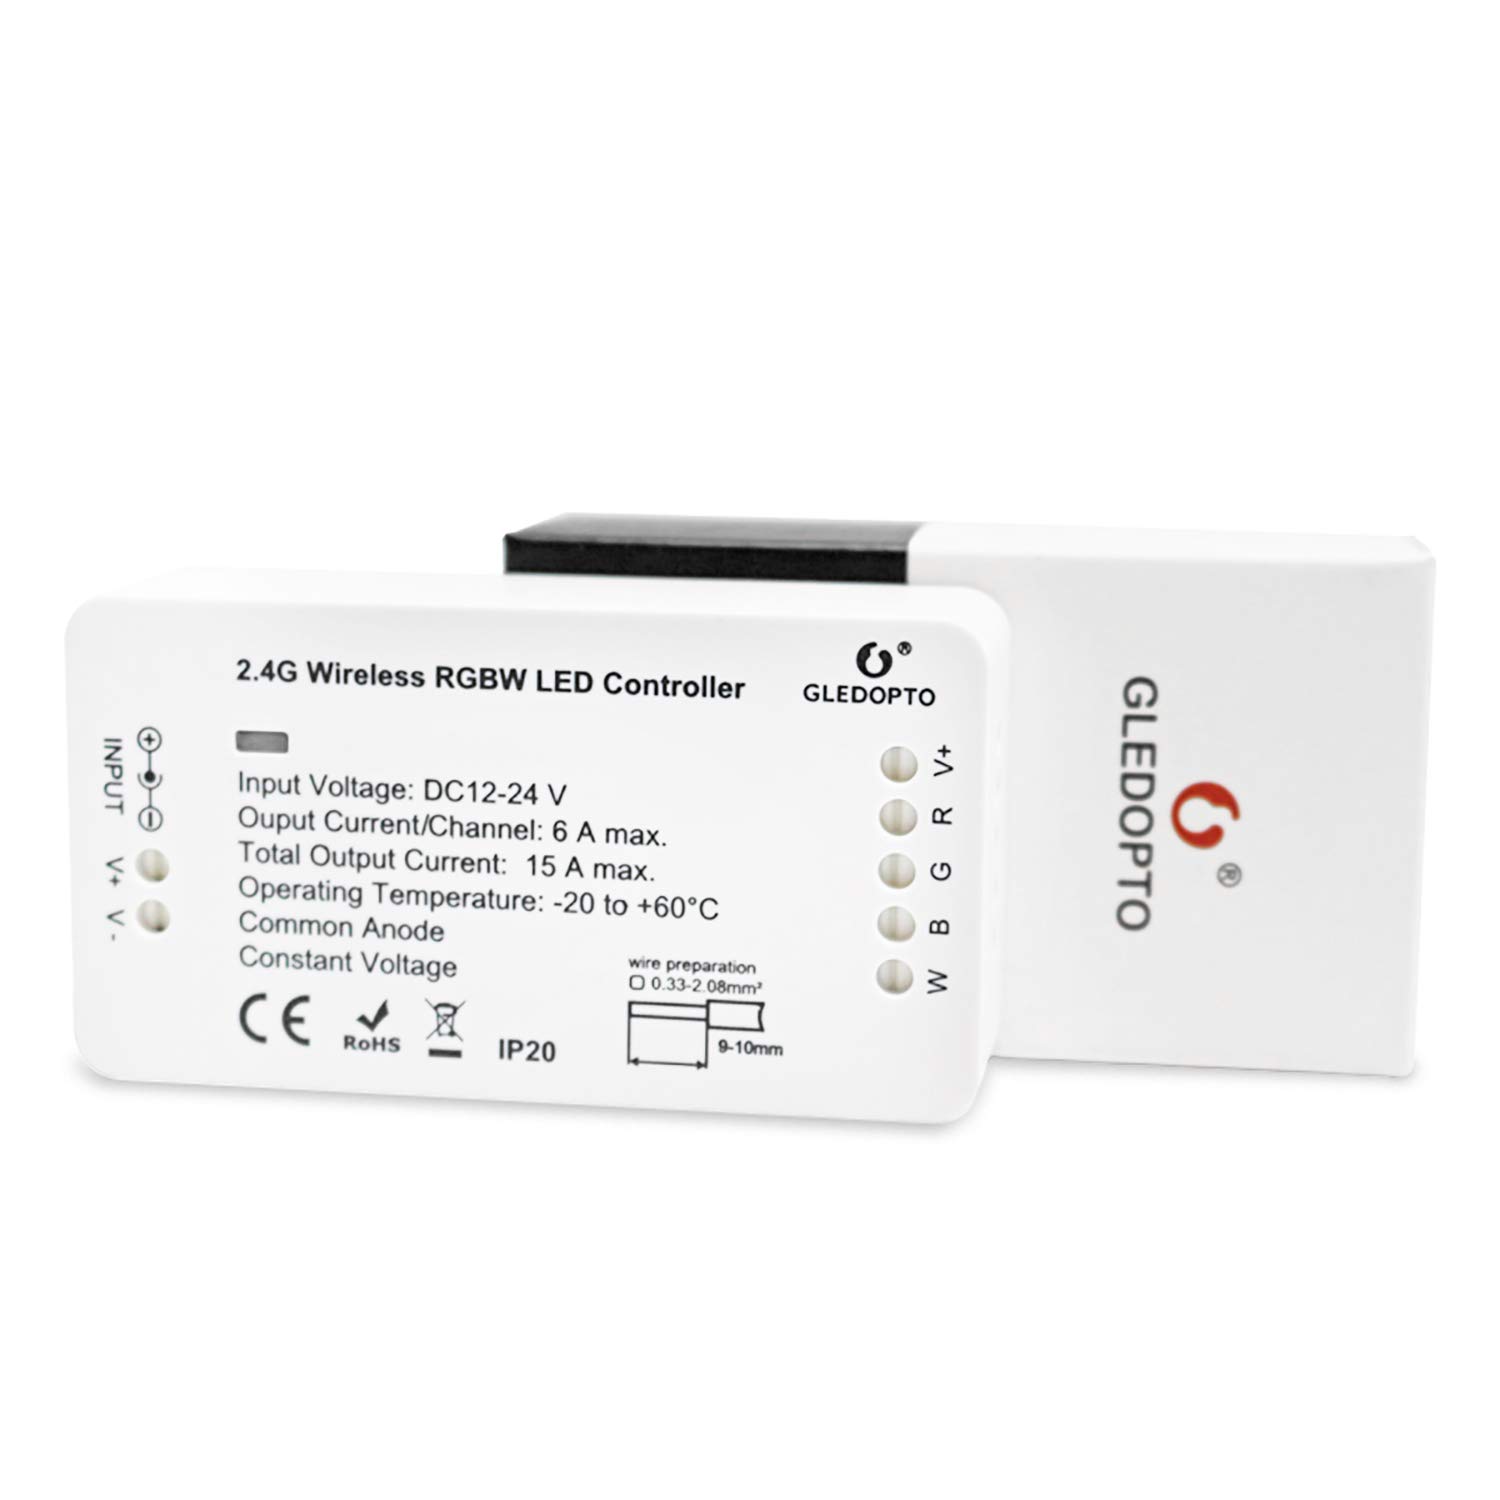 2.4G Wireless RGBW LED Controller
®
GLEDOPTO
INPUT
V+
V-
Input Voltage: DC12-24 V
Ouput Current/Channel: 6 A max.
Total Output Current: 15 A max.
Operating Temperature: -20 to +60°C
Common Anode
Constant Voltage
CE
RoHS
IP20
wire preparation
0.33-2.08mm²
9-10mm
V+
R
G
B
W
GLEDOPTO
®